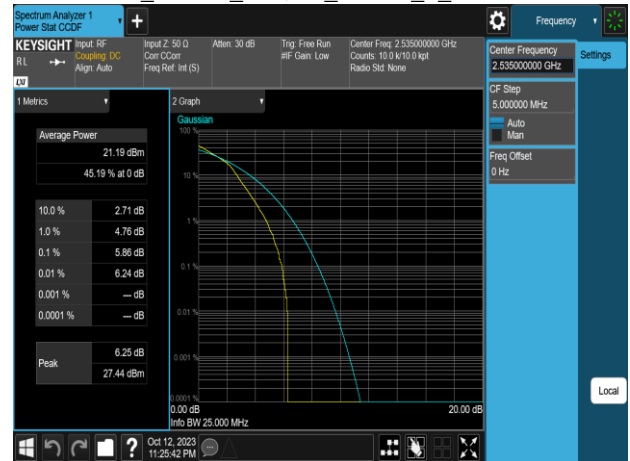 Spectrum Analyzer 1
Power Stat CCDF
Frequency
KEYSIGHT
RL
LXI
Input: RF
Coupling: DC
Align: Auto
Input Z: 50 Ω
Corr CCorr
Freq Ref: Int (S)
Atten: 30 dB
Trig: Free Run
#IF Gain: Low
Center Freq: 2.535000000 GHz
Counts: 10.0 k/10.0 kpt
Radio Std: None
Center Frequency
2.535000000 GHz
Settings
CF Step
5.000000 MHz
Auto
Man
Freq Offset
0 Hz
1 Metrics
Average Power
21.19 dBm
45.19 % at 0 dB
10.0 % 2.71 dB
1.0 % 4.76 dB
0.1 % 5.86 dB
0.01 % 6.24 dB
0.001 % --- dB
0.0001 % --- dB
Peak
6.25 dB
27.44 dBm
2 Graph
Gaussian
100 %
10 %
1 %
0.1 %
0.01 %
0.001 %
0.0001 %
0.00 dB 20.00 dB
Info BW 25.000 MHz
Local
Oct 12, 2023
11:25:42 PM